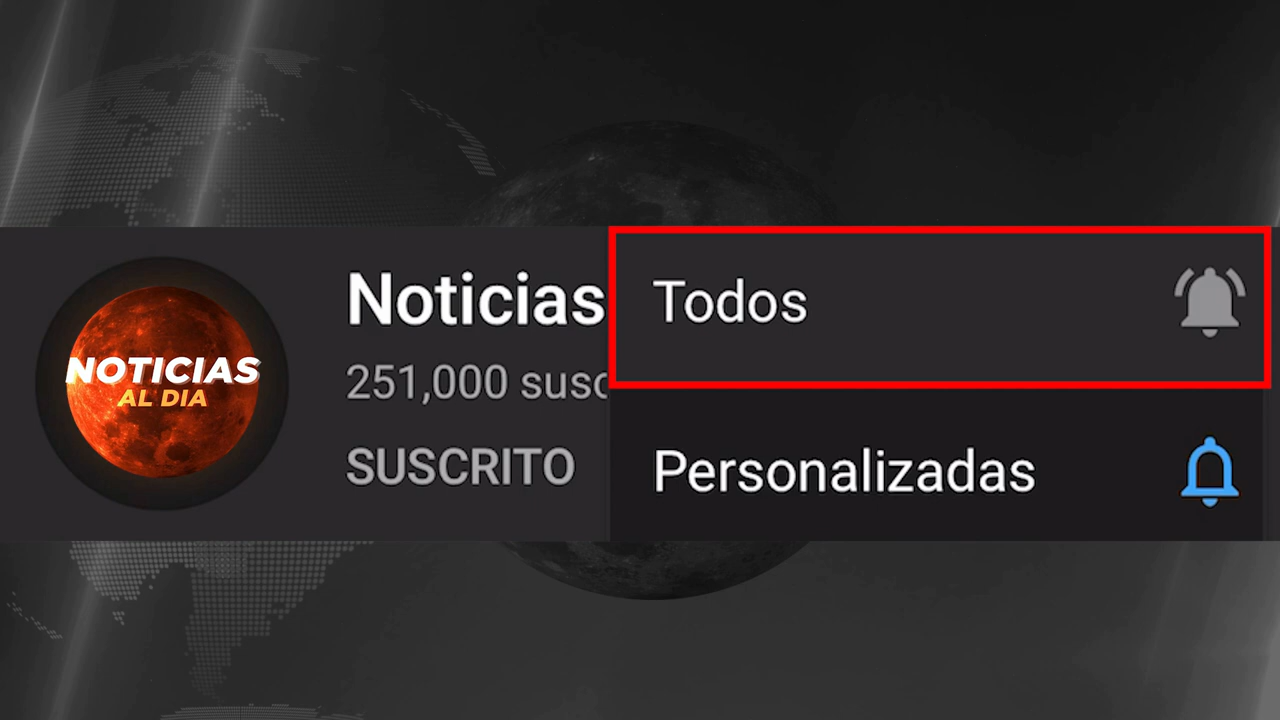 NOTICIAS
AL DIA
Noticias
251,000 susc
SUSCRITO
Todos
Personalizadas